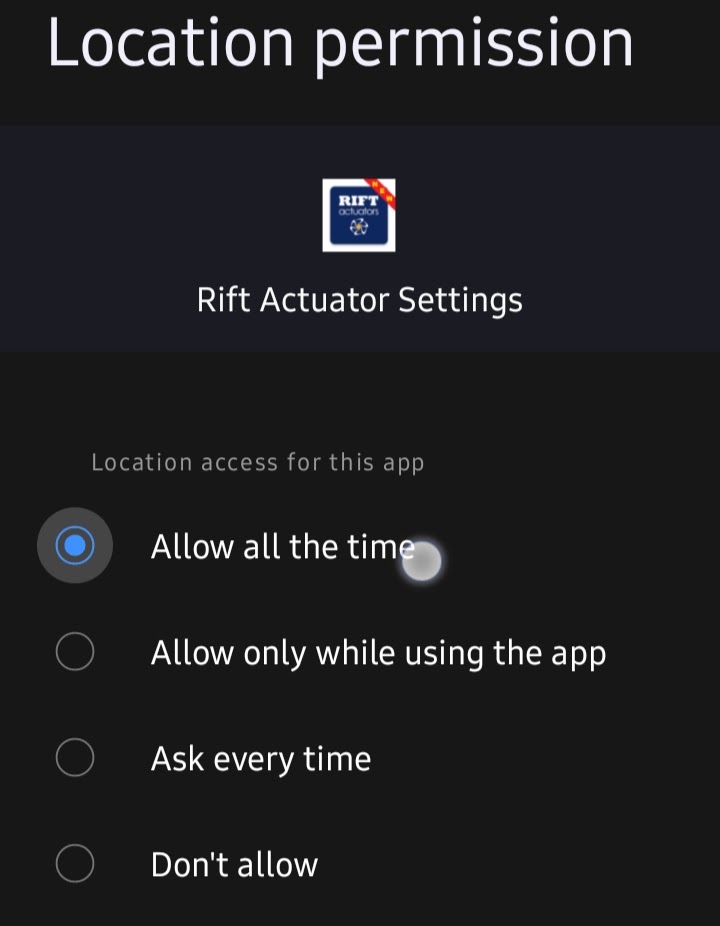 Location permission
NEW
RIFT
actuators
Rift Actuator Settings
Location access for this app
Allow all the time
Allow only while using the app
Ask every time
Don't allow